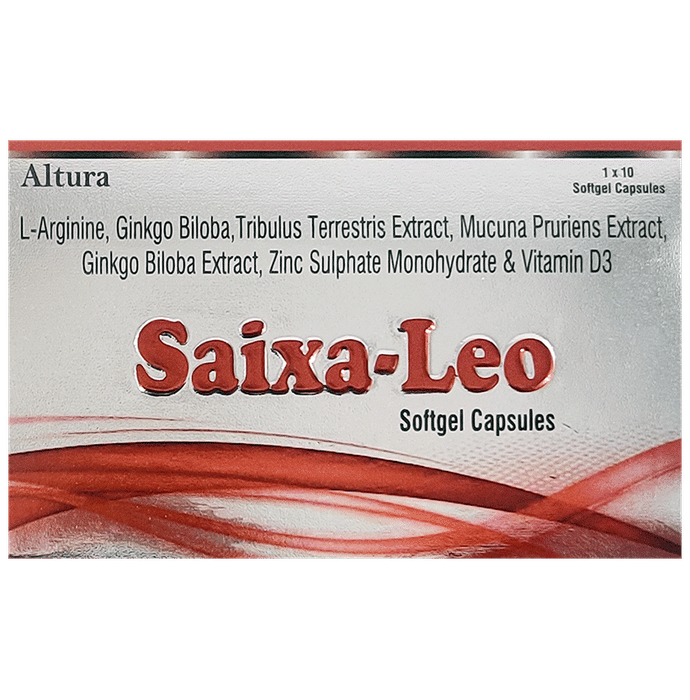 Altura
1 x 10
Softgel Capsules
L-Arginine, Ginkgo Biloba,Tribulus Terrestris Extract, Mucuna Pruriens Extract,
Ginkgo Biloba Extract, Zinc Sulphate Monohydrate & Vitamin D3
Saixa-Leo
Softgel Capsules